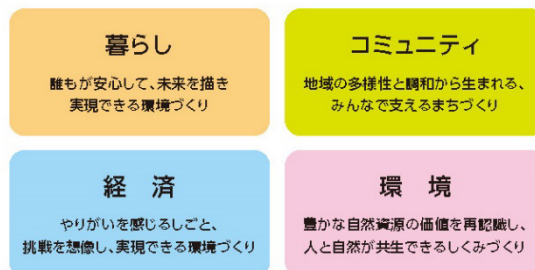 暮らし
誰もが安心して、未来を描き
実現できる環境づくり
コミュニティ
地域の多様性と調和から生まれる、
みんなで支えるまちづくり
経 済
やりがいを感じるしごと、
挑戦を想像し、実現できる環境づくり
環 境
豊かな自然資源の価値を再認識し、
人と自然が共生できるしくみづくり